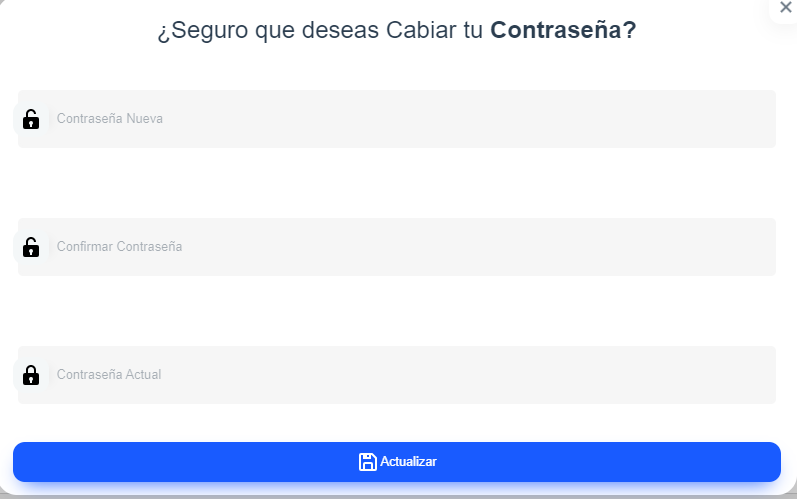 ¿Seguro que deseas Cabiar tu Contraseña?
Contraseña Nueva
Confirmar Contraseña
Contraseña Actual
Actualizar